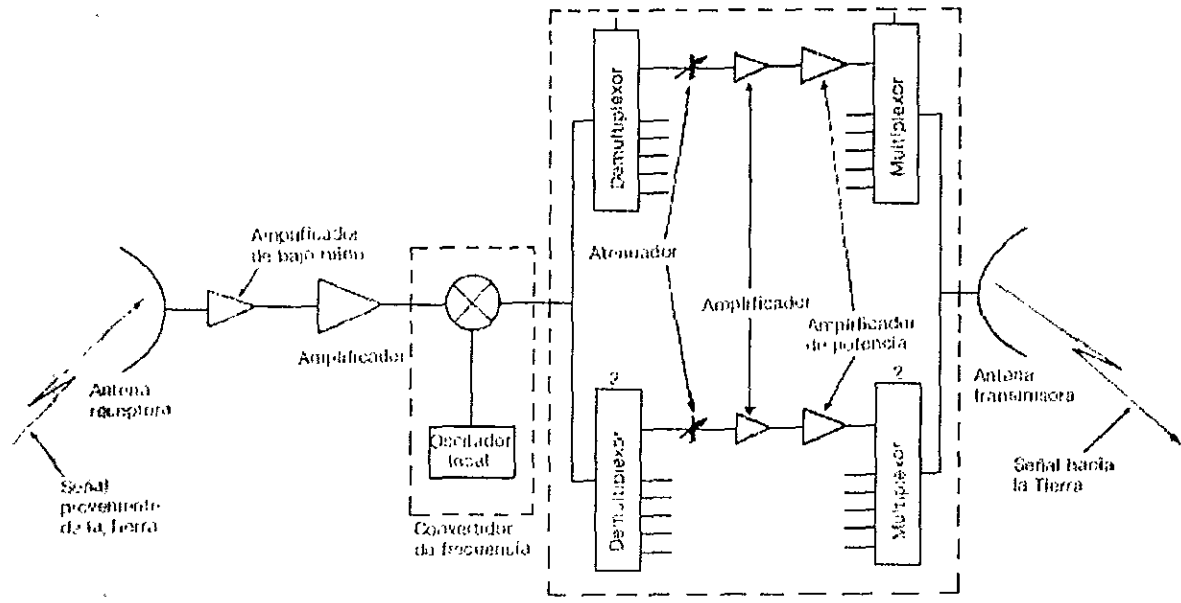 Demultiplexor
Multiplexor
Atenuador
Amplificador
Amplificador
de potencia
Amplificador
de bajo ruido
Amplificador
Antena
receptora
Señal
proveniente
de la Tierra
Oscilador
local
Convertidor
de frecuencia
2
Demultiplexor
2
Multiplexor
Antena
transmisora
Señal hacia
la Tierra